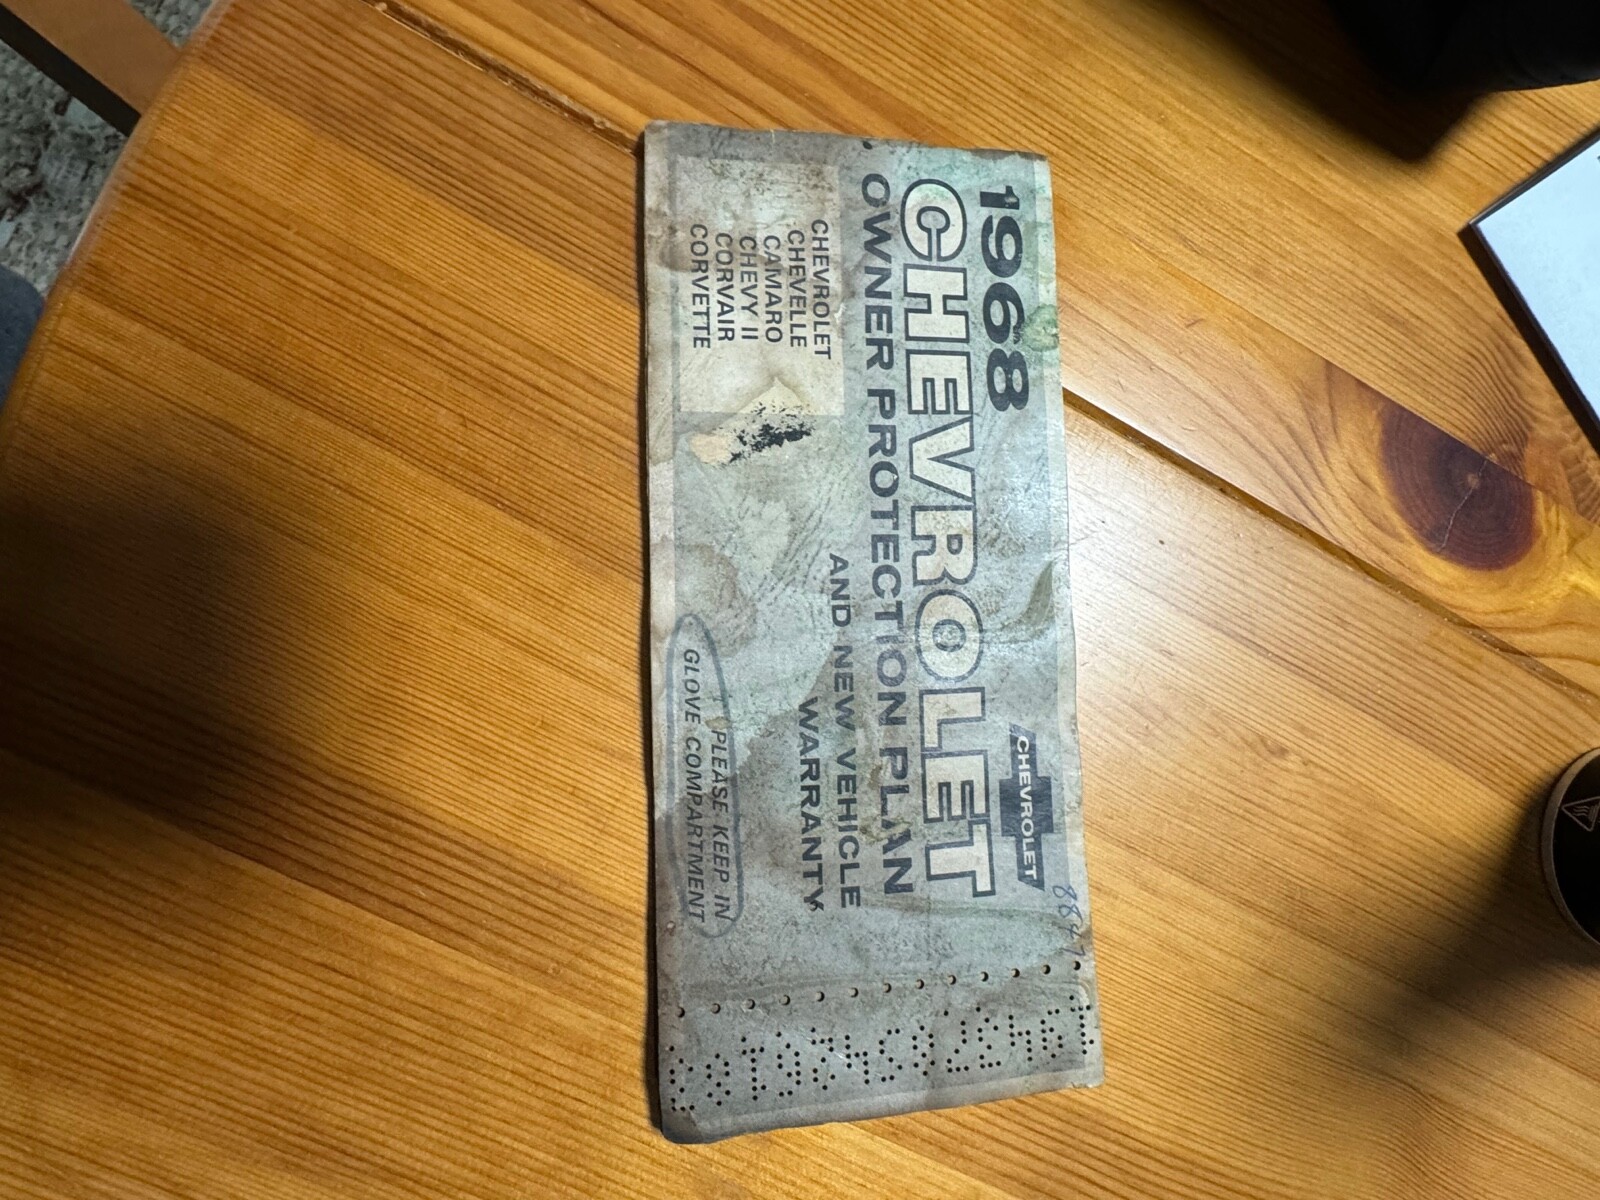 1968
CHEVROLET
CHEVROLET
OWNER PROTECTION PLAN
AND NEW VEHICLE
WARRANTY
CHEVROLET
CHEVELLE
CAMARO
CHEVY II
CORVAIR
CORVETTE
PLEASE KEEP IN
GLOVE COMPARTMENT